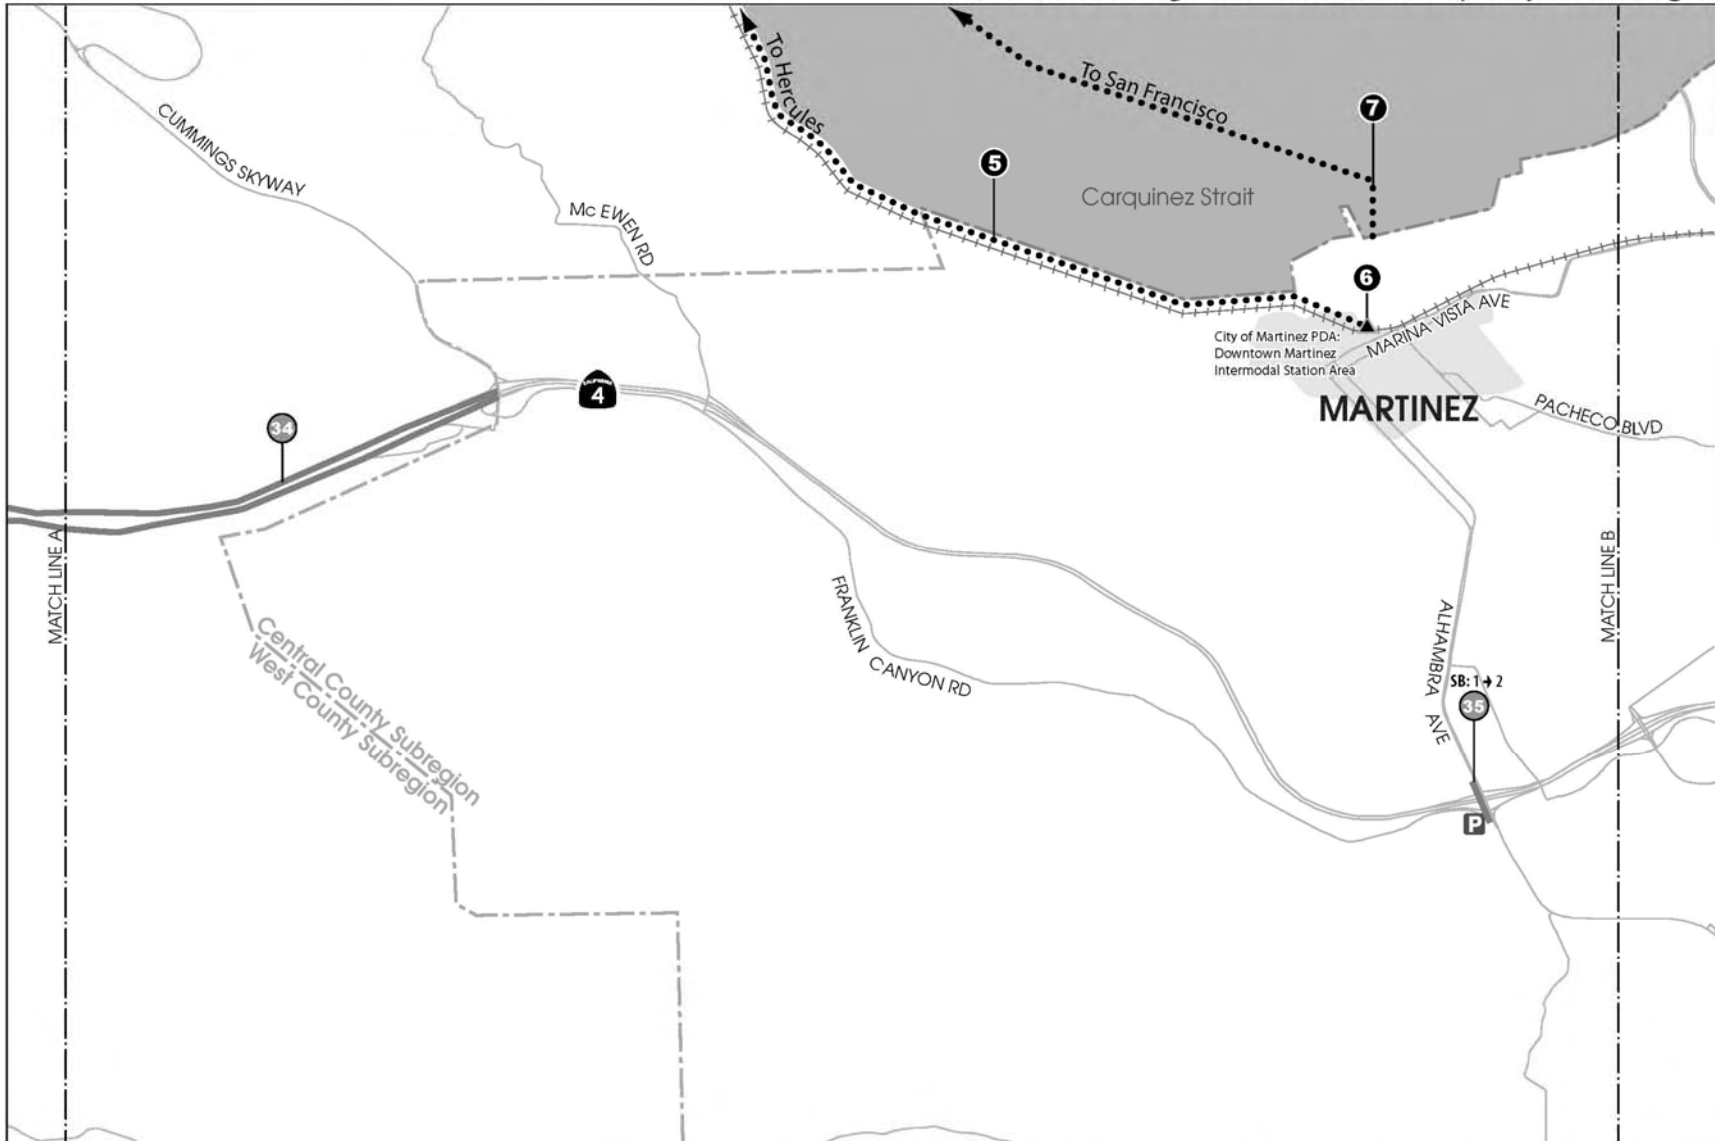 To Hercules
To San Francisco
7
CUMMINGS SKYWAY
5
Carquinez Strait
Mc EWEN RD
6
MARINA VISTA AVE
City of Martinez PDA:
Downtown Martinez
Intermodal Station Area
CALIFORNIA
4
MARTINEZ
PACHECO BLVD
34
MATCH LINE A
MATCH LINE B
FRANKLIN CANYON RD
ALHAMBRA AVE
Central County Subregion
West County Subregion
SB: 1 → 2
35
P